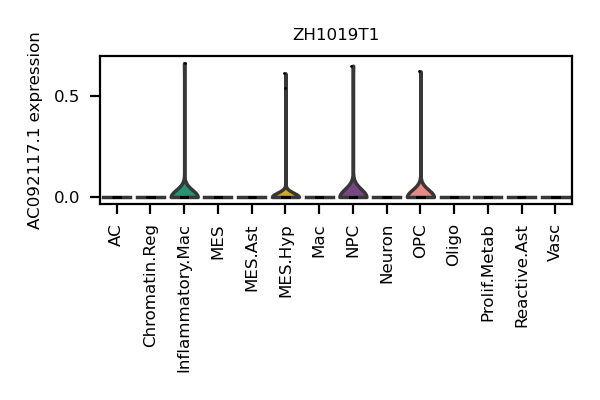 ZH1019T1
AC092117.1 expression
0.5
0.0
AC
Chromatin.Reg
Inflammatory.Mac
MES
MES.Ast
MES.Hyp
Mac
NPC
Neuron
OPC
Oligo
Prolif.Metab
Reactive.Ast
Vasc